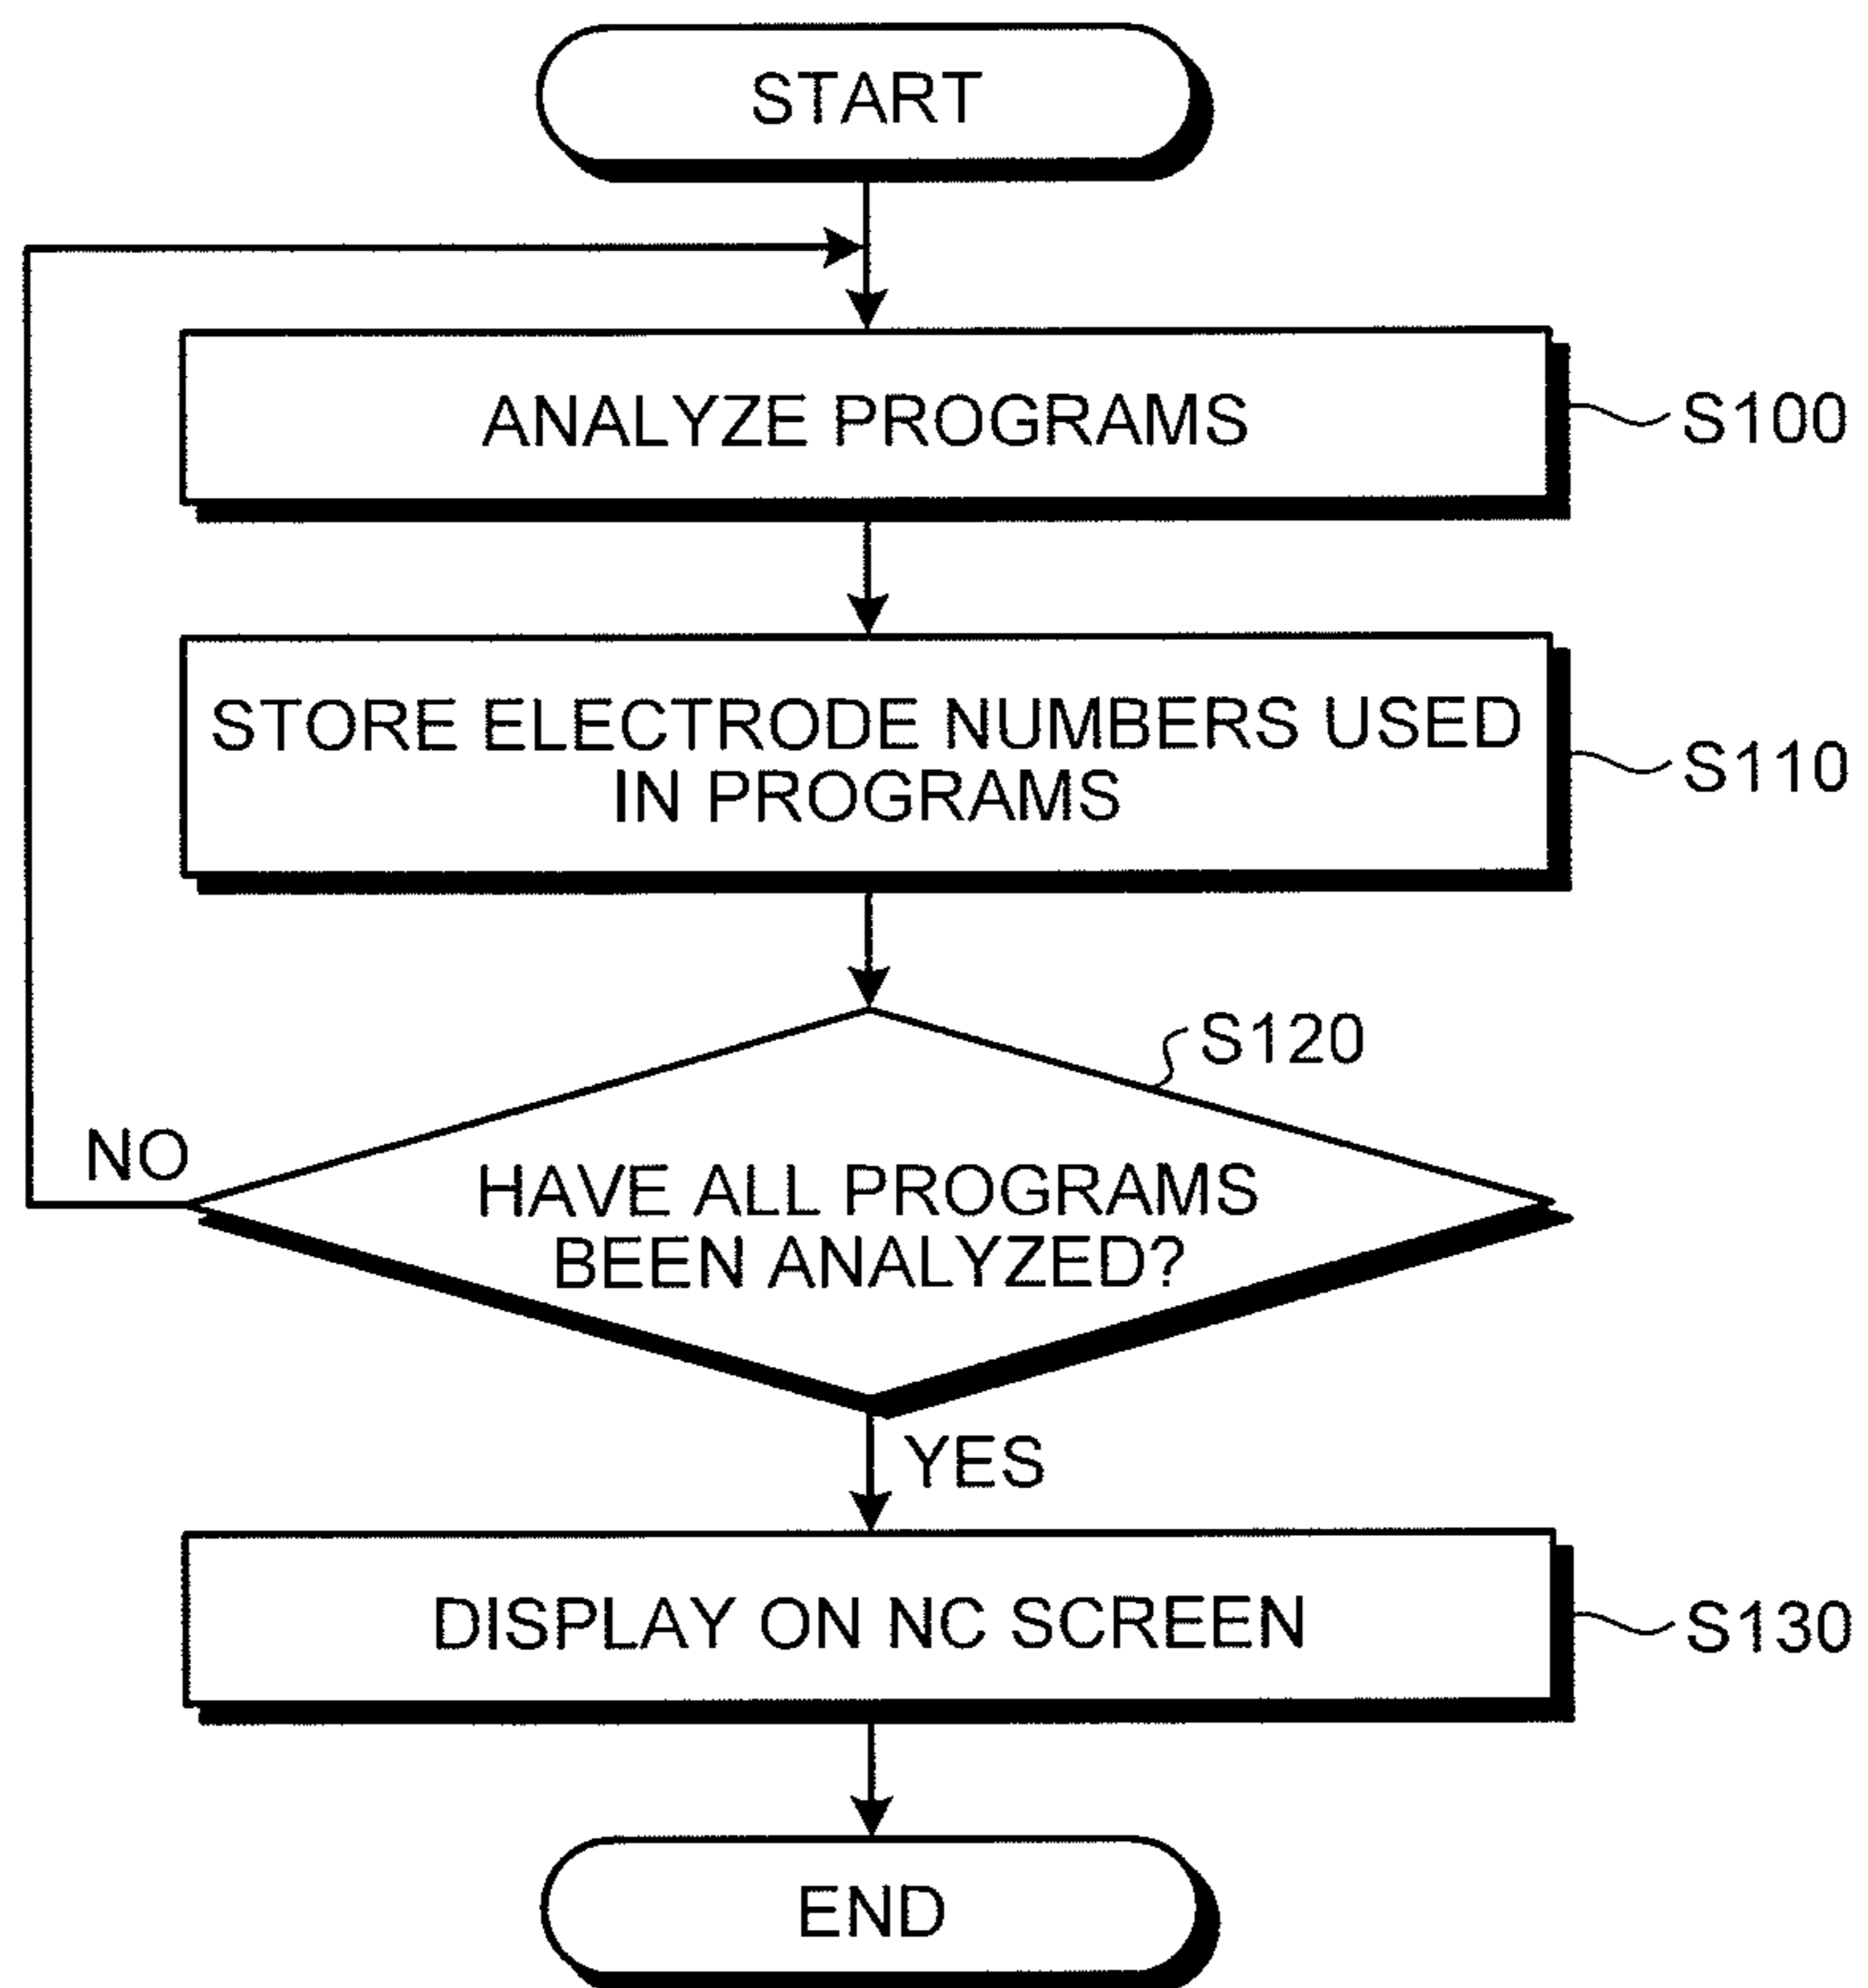 START
ANALYZE PROGRAMS
S100
STORE ELECTRODE NUMBERS USED
IN PROGRAMS
S110
S120
NO
HAVE ALL PROGRAMS
BEEN ANALYZED?
YES
DISPLAY ON NC SCREEN
S130
END